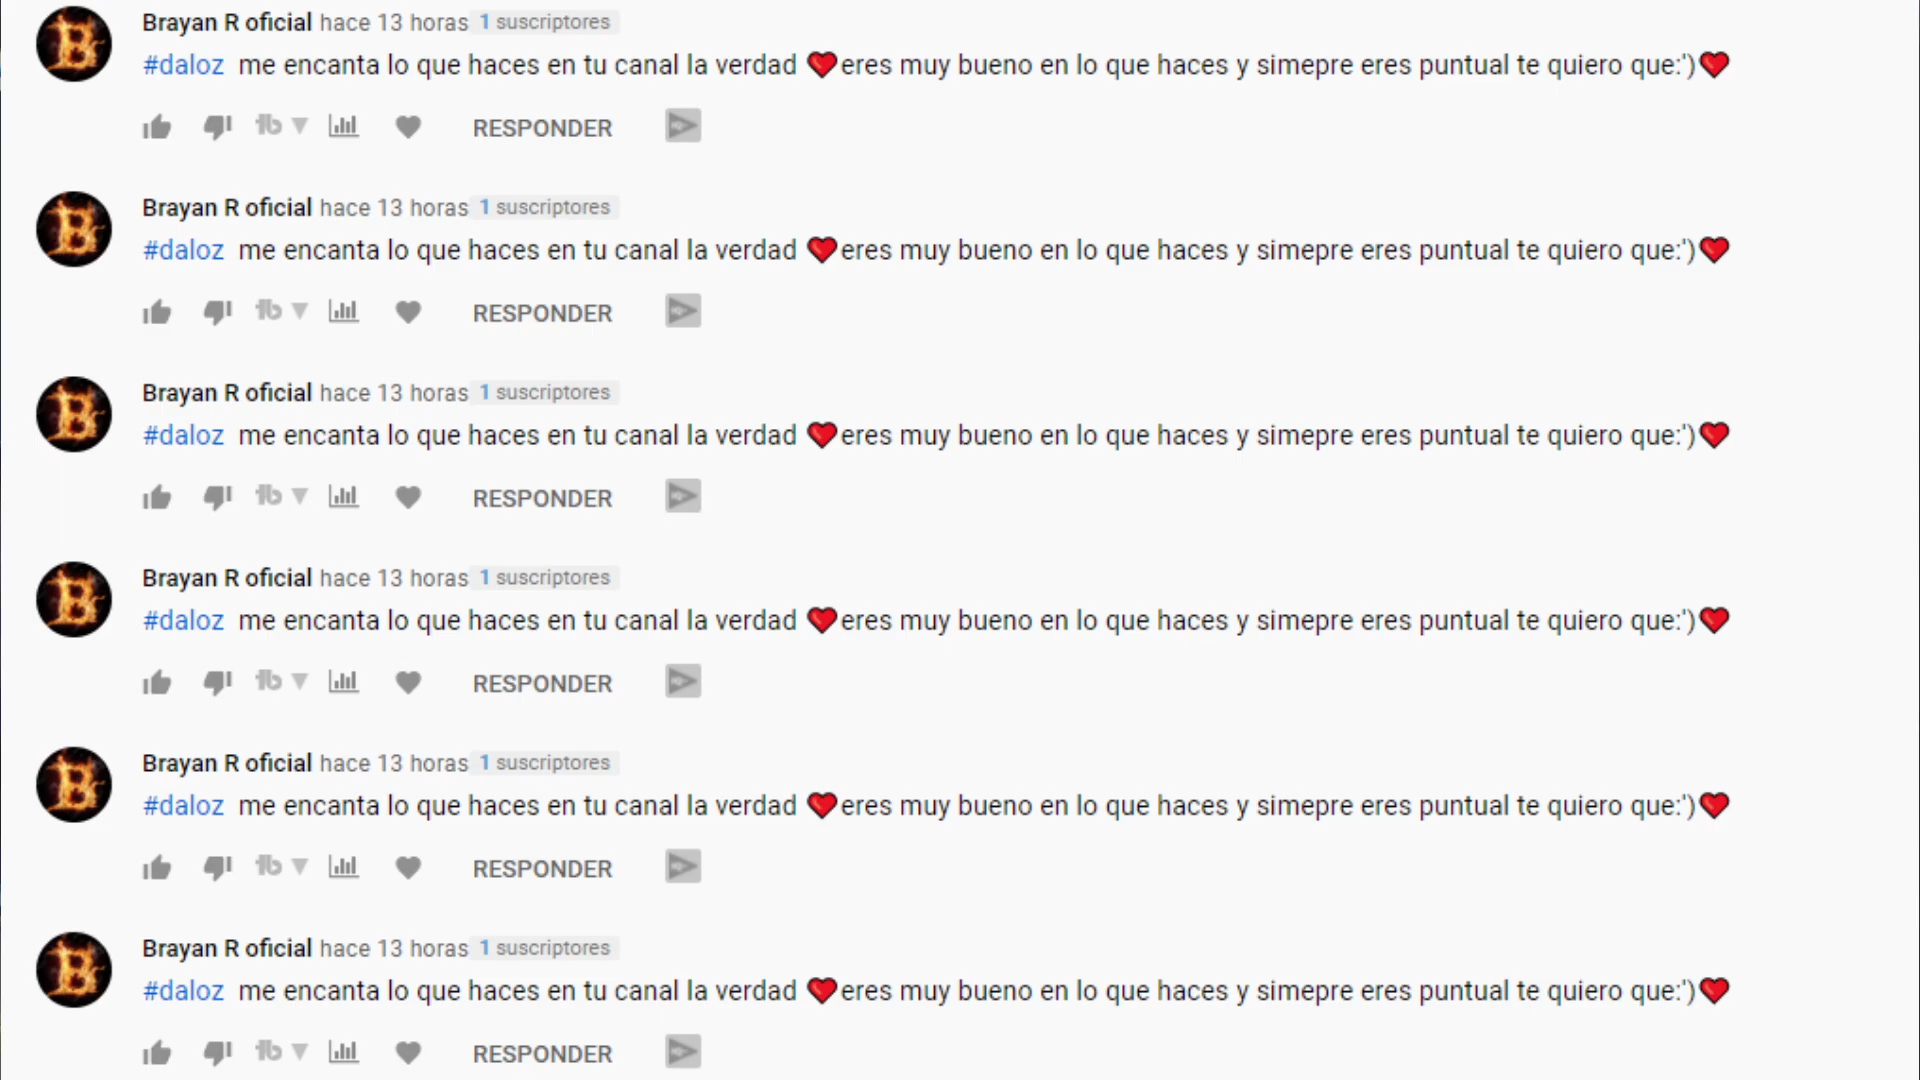 Brayan R oficial hace 13 horas 1 suscriptores
#daloz me encanta lo que haces en tu canal la verdad ❤️eres muy bueno en lo que haces y simepre eres puntual te quiero que:')❤️
RESPONDER
Brayan R oficial hace 13 horas 1 suscriptores
#daloz me encanta lo que haces en tu canal la verdad ❤️eres muy bueno en lo que haces y simepre eres puntual te quiero que:')❤️
RESPONDER
Brayan R oficial hace 13 horas 1 suscriptores
#daloz me encanta lo que haces en tu canal la verdad ❤️eres muy bueno en lo que haces y simepre eres puntual te quiero que:')❤️
RESPONDER
Brayan R oficial hace 13 horas 1 suscriptores
#daloz me encanta lo que haces en tu canal la verdad ❤️eres muy bueno en lo que haces y simepre eres puntual te quiero que:')❤️
RESPONDER
Brayan R oficial hace 13 horas 1 suscriptores
#daloz me encanta lo que haces en tu canal la verdad ❤️eres muy bueno en lo que haces y simepre eres puntual te quiero que:')❤️
RESPONDER
Brayan R oficial hace 13 horas 1 suscriptores
#daloz me encanta lo que haces en tu canal la verdad ❤️eres muy bueno en lo que haces y simepre eres puntual te quiero que:')❤️
RESPONDER